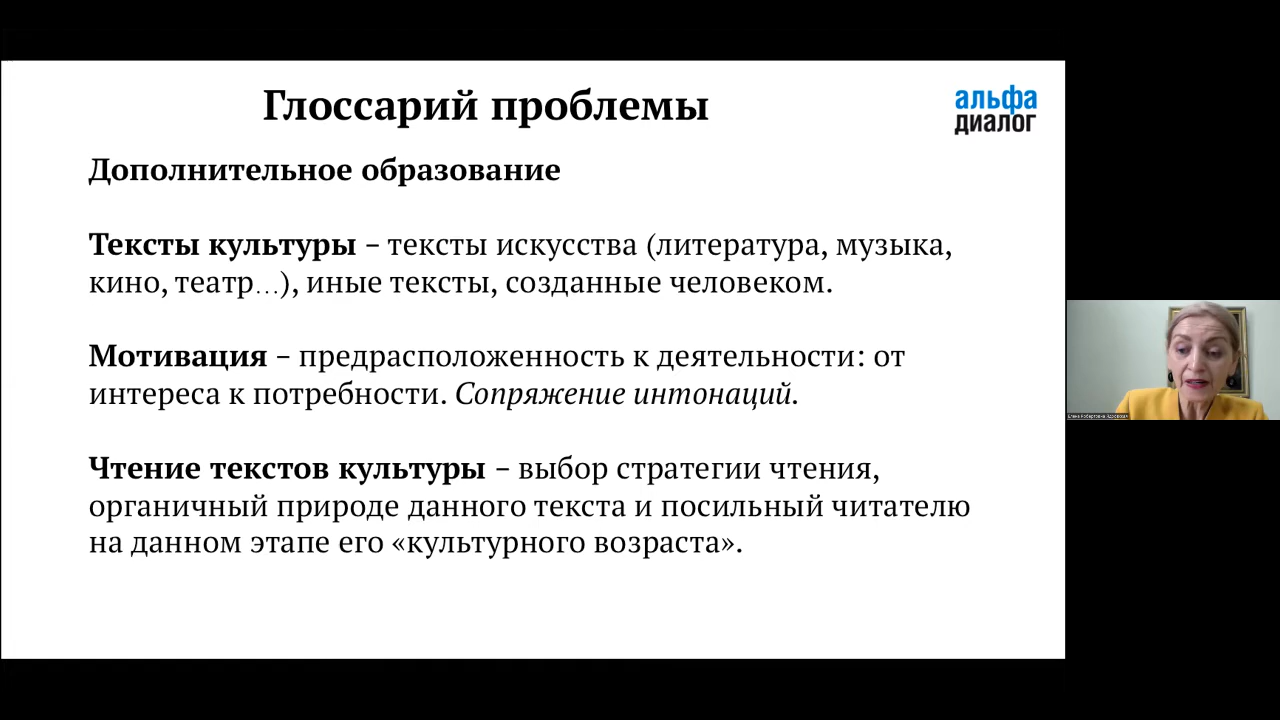 Глоссарий проблемы
альфа
диалог
Дополнительное образование
Тексты культуры – тексты искусства (литература, музыка,
кино, театр…), иные тексты, созданные человеком.
Мотивация – предрасположенность к деятельности: от
интереса к потребности. Сопряжение интонаций.
Чтение текстов культуры – выбор стратегии чтения,
органичный природе данного текста и посильный читателю
на данном этапе его «культурного возраста».
Елена Робертовна